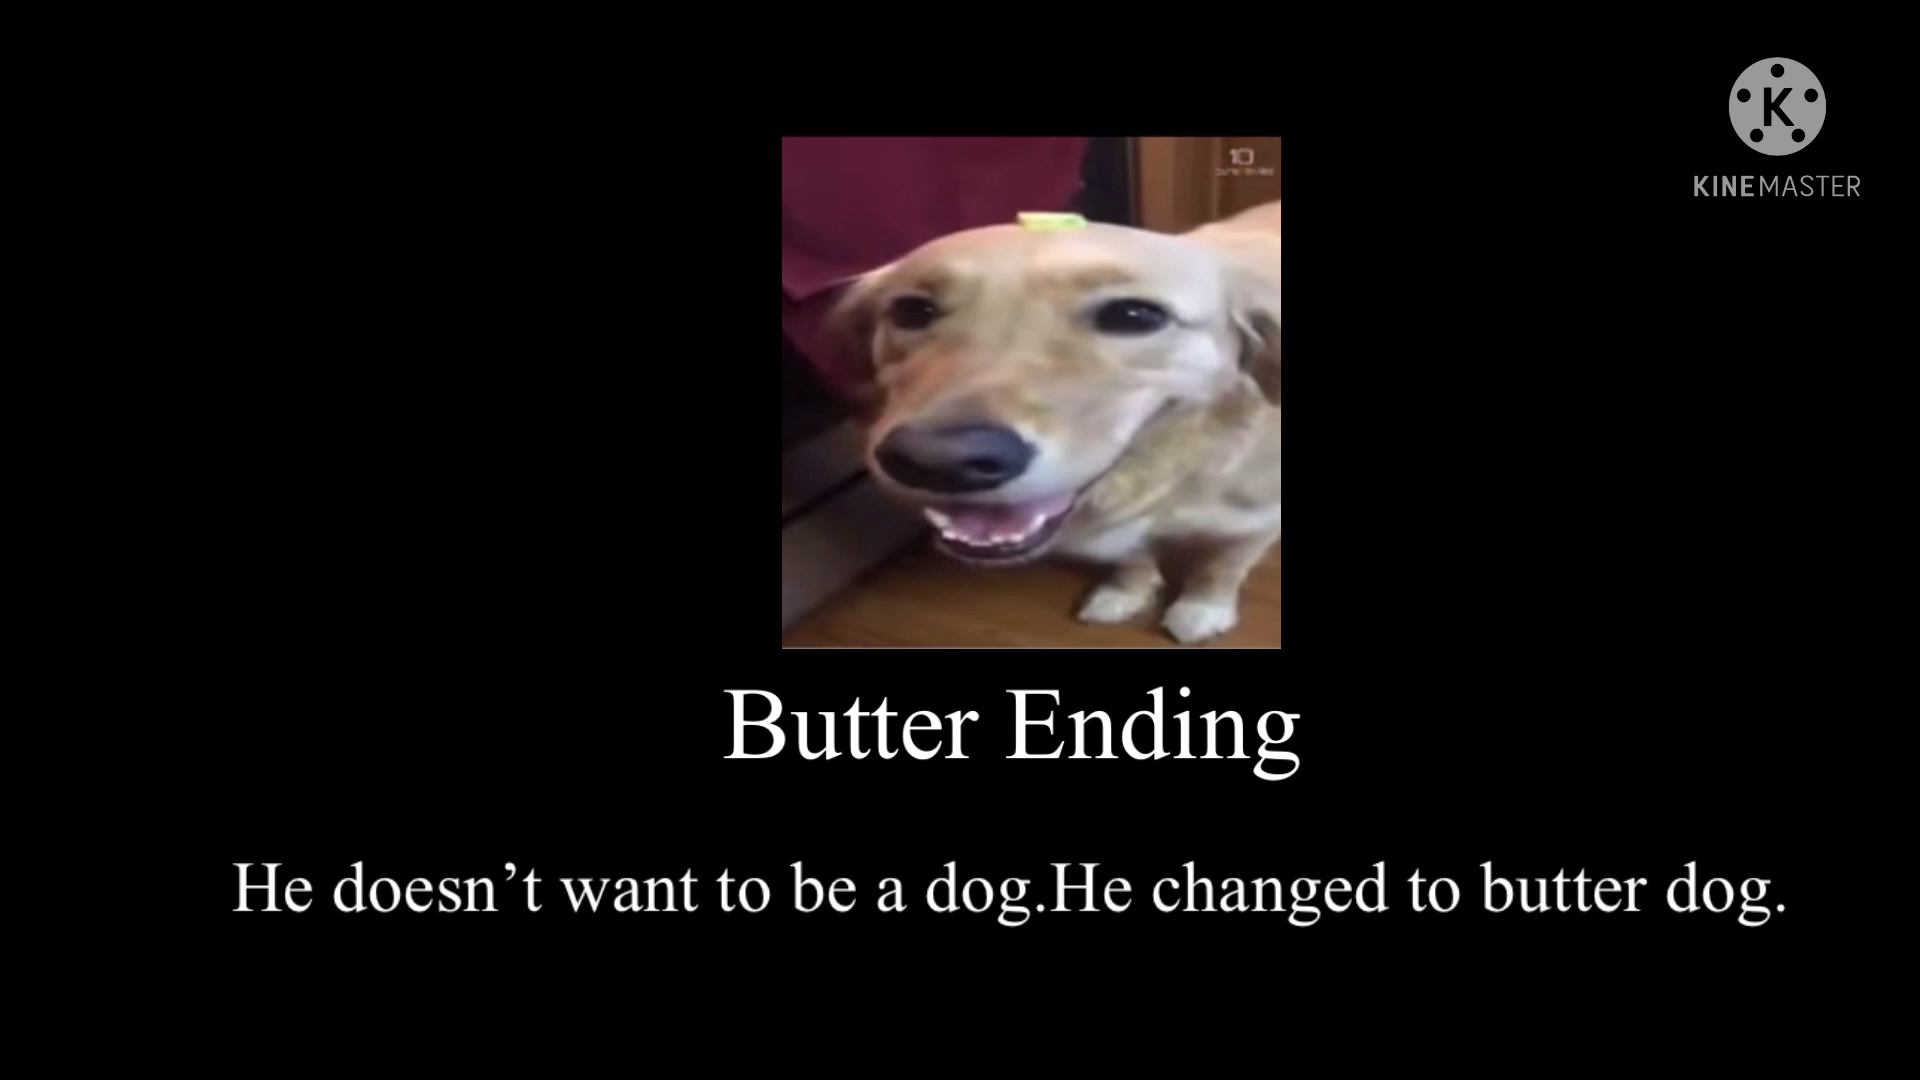 KINEMASTER
Butter Ending
He doesn’t want to be a dog.He changed to butter dog.